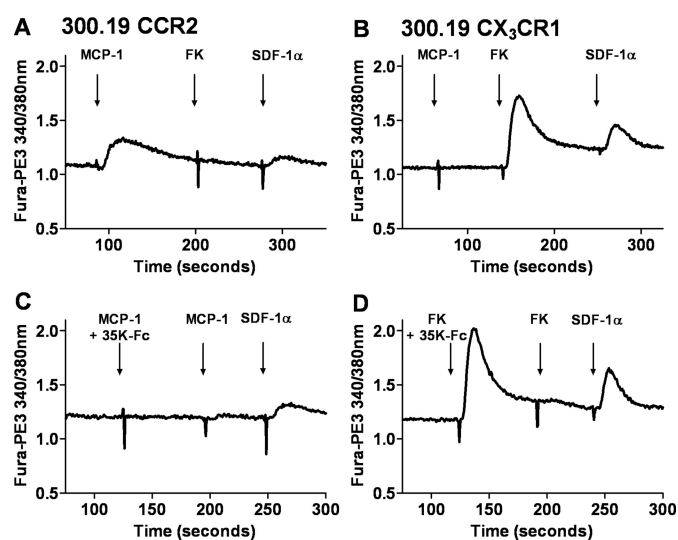 A 300.19 CCR2
MCP-1 FK SDF-1α
2.0
1.5
1.0
0.5
Fura-PE3 340/380nm
100 200 300
Time (seconds)
B 300.19 CX₃CR1
MCP-1 FK SDF-1α
2.0
1.5
1.0
0.5
Fura-PE3 340/380nm
100 200 300
Time (seconds)
C
MCP-1 MCP-1 SDF-1α
+ 35K-Fc
2.0
1.5
1.0
0.5
Fura-PE3 340/380nm
100 150 200 250 300
Time (seconds)
D
FK FK SDF-1α
+ 35K-Fc
2.0
1.5
1.0
0.5
Fura-PE3 340/380nm
100 150 200 250 300
Time (seconds)